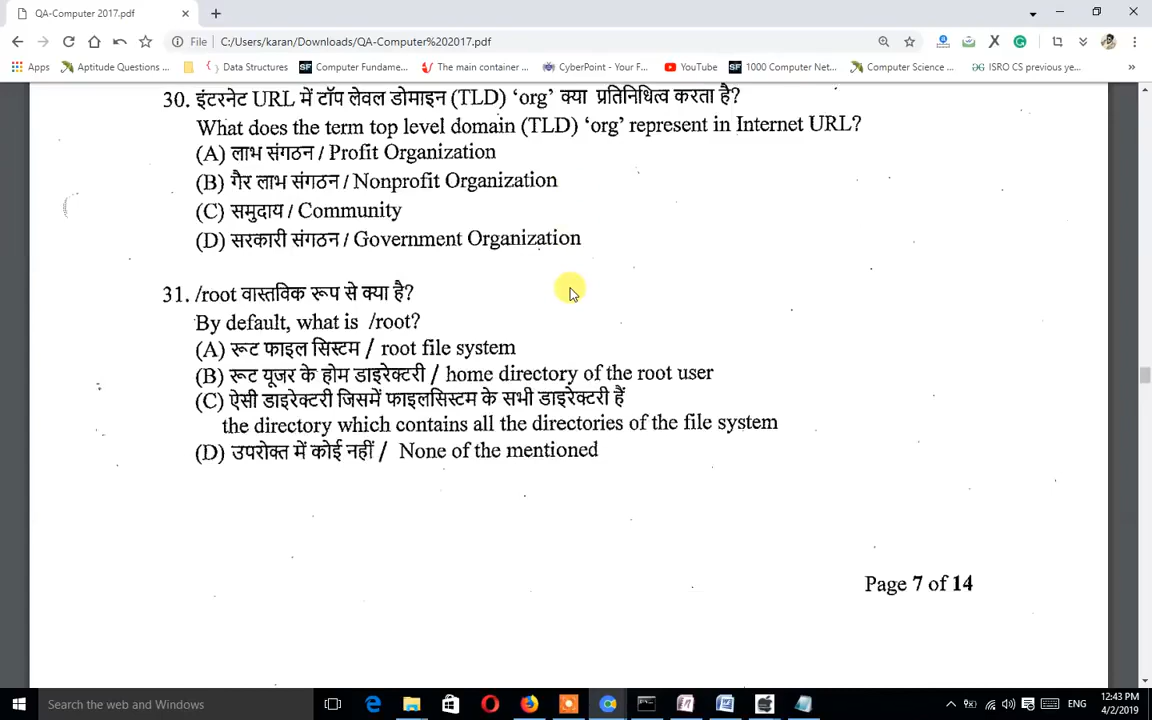 QA-Computer 2017.pdf
File | C:/Users/karan/Downloads/QA-Computer%202017.pdf
Apps Aptitude Questions ... Data Structures Computer Fundame... The main container ... CyberPoint - Your F... YouTube 1000 Computer Net... Computer Science ... ISRO CS previous ye... »
30. इंटरनेट URL में टॉप लेवल डोमाइन (TLD) ‘org’ क्या प्रतिनिधित्व करता है?
What does the term top level domain (TLD) ‘org’ represent in Internet URL?
(A) लाभ संगठन / Profit Organization
(B) गैर लाभ संगठन / Nonprofit Organization
(C) समुदाय / Community
(D) सरकारी संगठन / Government Organization
31. /root वास्तविक रूप से क्या है?
By default, what is /root?
(A) रूट फाइल सिस्टम / root file system
(B) रूट यूजर के होम डाइरेक्टरी / home directory of the root user
(C) ऐसी डाइरेक्टरी जिसमें फाइलसिस्टम के सभी डाइरेक्टरी हैं
the directory which contains all the directories of the file system
(D) उपरोक्त में कोई नहीं / None of the mentioned
Page 7 of 14
Search the web and Windows
ENG
12:43 PM
4/2/2019